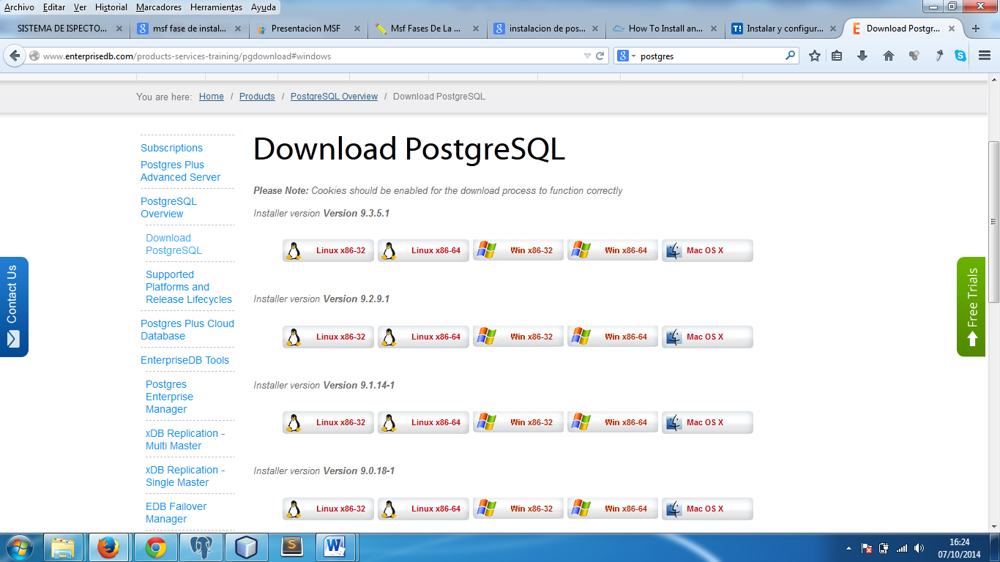 Archivo Editar Ver Historial Marcadores Herramientas Ayuda
SISTEMA DE ISPECTO...
msf fase de instal...
Presentacion MSF
Msf Fases De La ...
instalacion de pos...
How To Install an...
Instalar y configur...
Download Postgr...
www.enterprisedb.com/products-services-training/pgdownload#windows
postgres
You are here: Home / Products / PostgreSQL Overview / Download PostgreSQL
Subscriptions
Postgres Plus
Advanced Server
PostgreSQL
Overview
Download
PostgreSQL
Supported
Platforms and
Release Lifecycles
Postgres Plus Cloud
Database
EnterpriseDB Tools
Postgres
Enterprise
Manager
xDB Replication -
Multi Master
xDB Replication -
Single Master
EDB Failover
Manager
Download PostgreSQL
Please Note: Cookies should be enabled for the download process to function correctly
Installer version Version 9.3.5.1
Linux x86-32 Linux x86-64 Win x86-32 Win x86-64 Mac OS X
Installer version Version 9.2.9.1
Linux x86-32 Linux x86-64 Win x86-32 Win x86-64 Mac OS X
Installer version Version 9.1.14-1
Linux x86-32 Linux x86-64 Win x86-32 Win x86-64 Mac OS X
Installer version Version 9.0.18-1
Linux x86-32 Linux x86-64 Win x86-32 Win x86-64 Mac OS X
Contact Us
Free Trials
16:24
07/10/2014